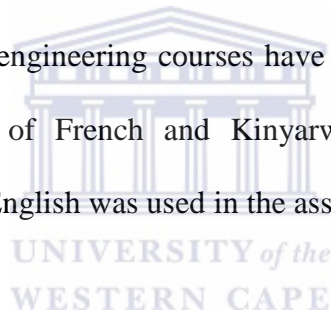 engineering courses have
of French and Kinyarw
English was used in the ass
UNIVERSITY of the
WESTERN CAPE